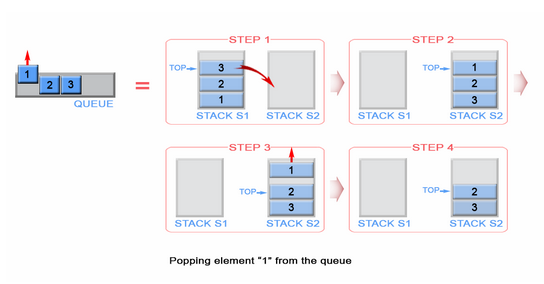 1
2 3
QUEUE
=
STEP 1
TOP
3
2
1
STACK S1 STACK S2
STEP 2
TOP
1
2
3
STACK S1 STACK S2
STEP 3
1
TOP
2
3
STACK S1 STACK S2
STEP 4
TOP
2
3
STACK S1 STACK S2
Popping element “1” from the queue